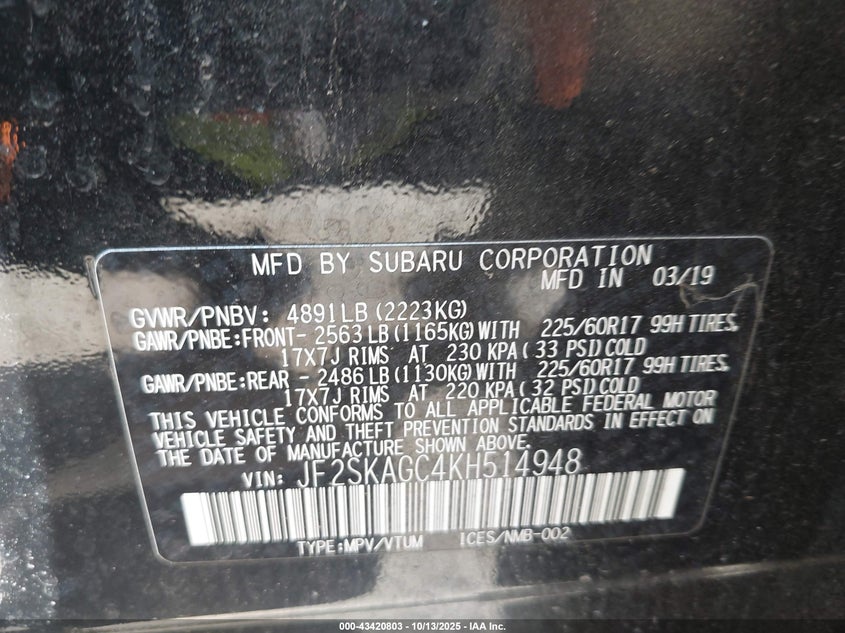 MFD BY SUBARU CORPORATION
MFD IN 03/19
GVWR/PNBV: 4891LB (2223KG)
GAWR/PNBE:FRONT- 2563LB (1165KG) WITH 225/60R17 99H TIRES,
17X7J RIMS AT 230 KPA ( 33 PSI) COLD
GAWR/PNBE:REAR - 2486LB (1130KG) WITH 225/60R17 99H TIRES,
17X7J RIMS AT 220 KPA ( 32 PSI) COLD
THIS VEHICLE CONFORMS TO ALL APPLICABLE FEDERAL MOTOR
VEHICLE SAFETY AND THEFT PREVENTION STANDARDS IN EFFECT ON
THE DATE OF MANUFACTURE SHOWN ABOVE.
VIN: JF2SKAGC4KH514948
TYPE:MPV/VTUM ICES/NMB-002
000-43420803 - 10/13/2025 - IAA Inc.